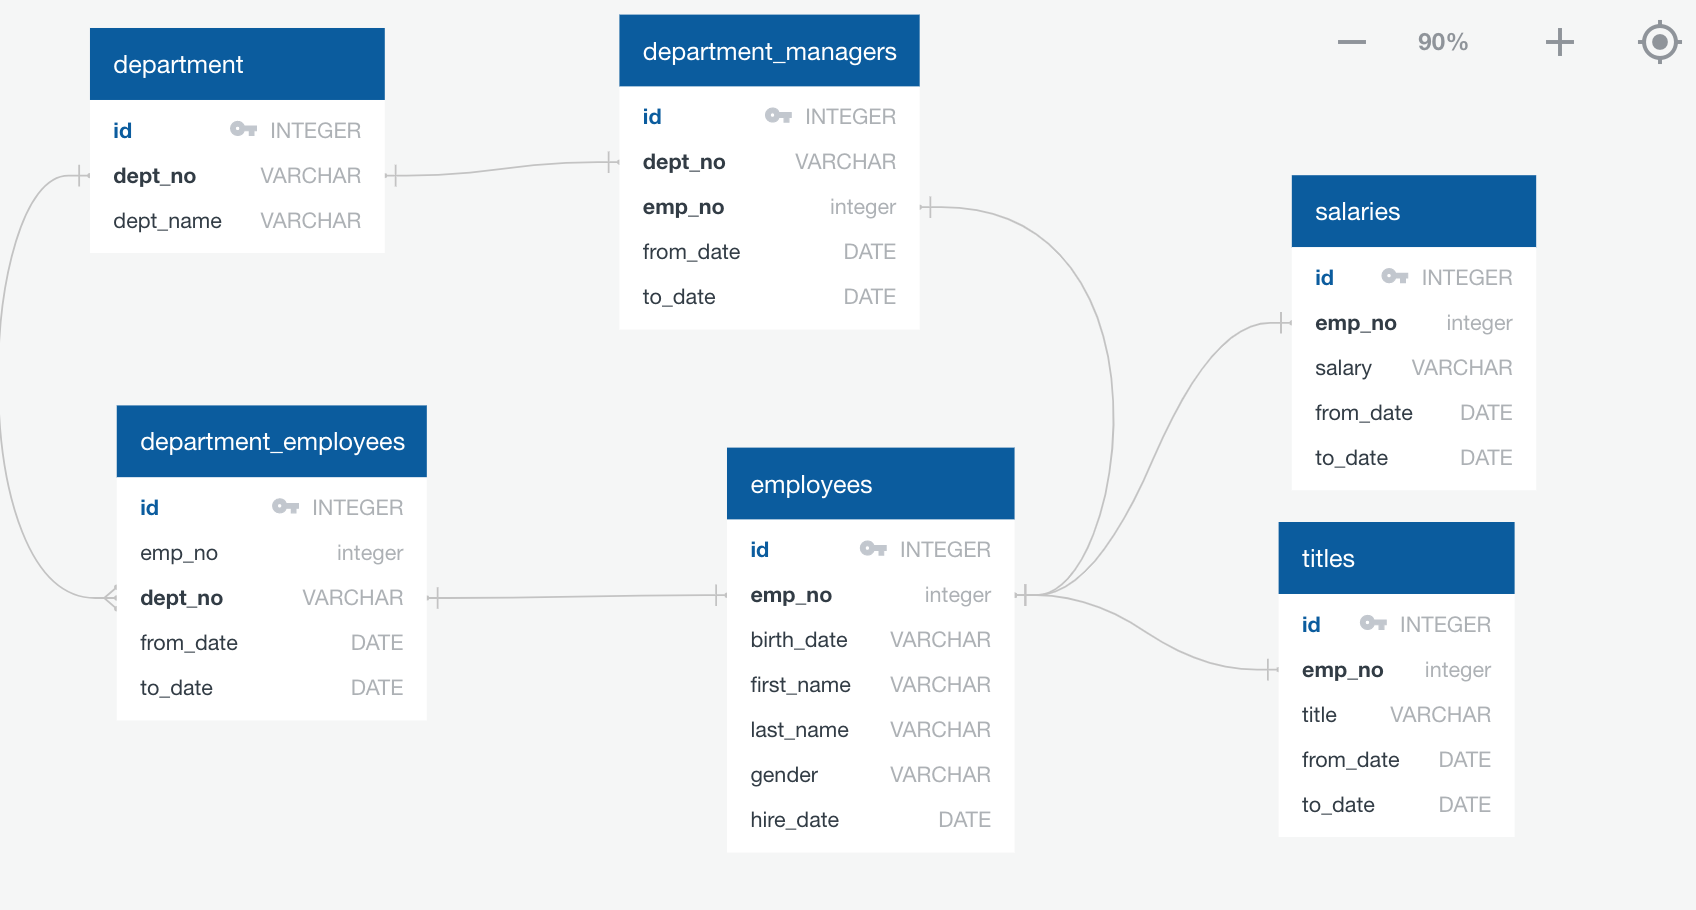 department
id INTEGER
dept_no VARCHAR
dept_name VARCHAR
department_managers
id INTEGER
dept_no VARCHAR
emp_no integer
from_date DATE
to_date DATE
90%
salaries
id INTEGER
emp_no integer
salary VARCHAR
from_date DATE
to_date DATE
department_employees
id INTEGER
emp_no integer
dept_no VARCHAR
from_date DATE
to_date DATE
employees
id INTEGER
emp_no integer
birth_date VARCHAR
first_name VARCHAR
last_name VARCHAR
gender VARCHAR
hire_date DATE
titles
id INTEGER
emp_no integer
title VARCHAR
from_date DATE
to_date DATE